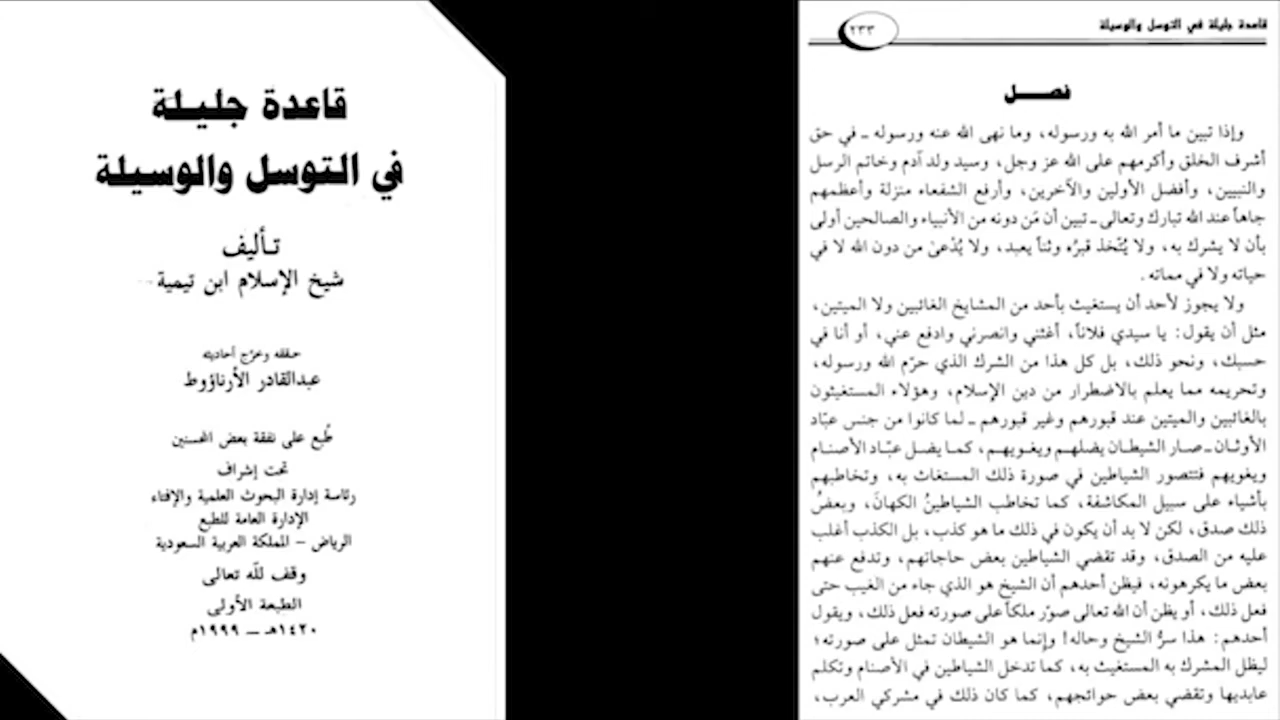 قاعدة جليلة
في التوسل والوسيلة
تأليف
شيخ الإسلام ابن تيمية
حققه وخرّج أحاديثه
عبدالقادر الأرناؤوط
طُبع على نفقة بعض المحسنين
تحت إشراف
رئاسة إدارة البحوث العلمية والإفتاء
الإدارة العامة للطبع
الرياض – المملكة العربية السعودية
وقف للّه تعالى
الطبعة الأولى
١٤٢٠هـ – ١٩٩٩م
قاعدة جليلة في التوسل والوسيلة
٢٣٣
فصل
وإذا تبين ما أمر الله به ورسوله، وما نهى الله عنه ورسوله ـ في حق
أشرف الخلق وأكرمهم على الله عز وجل، وسيد ولد آدم وخاتم الرسل
والنبيين، وأفضل الأولين والآخرين، وأرفع الشفعاء منزلة وأعظمهم
جاهاً عند الله تبارك وتعالى ـ تبين أن مَن دونه من الأنبياء والصالحين أولى
بأن لا يشرك به، ولا يُتّخذ قبرُه وثناً يعبد، ولا يُدْعىٰ من دون الله لا في
حياته ولا في مماته.
ولا يجوز لأحد أن يستغيث بأحد من المشايخ الغائبين ولا الميتين،
مثل أن يقول: يا سيدي فلاناً، أغثني وانصرني وادفع عني، أو أنا في
حسبك، ونحو ذلك، بل كل هذا من الشرك الذي حرّم الله ورسوله،
وتحريمه مما يعلم بالاضطرار من دين الإسلام، وهؤلاء المستغيثون
بالغائبين والميتين عند قبورهم وغير قبورهم ـ لما كانوا من جنس عبّاد
الأوثان ـ صار الشيطان يضلهم ويغويهم، كما يضل عبّاد الأصنام
ويغويهم فتتصور الشياطين في صورة ذلك المستغاث به، وتخاطبهم
بأشياء على سبيل المكاشفة، كما تخاطب الشياطينُ الكهانَ، وبعضُ
ذلك صدق، لكن لا بد أن يكون في ذلك ما هو كذب، بل الكذب أغلب
عليه من الصدق، وقد تقضي الشياطين بعض حاجاتهم، وتدفع عنهم
بعض ما يكرهونه، فيظن أحدهم أن الشيخ هو الذي جاء من الغيب حتى
فعل ذلك، أو يظن أن الله تعالى صوّر ملكاً على صورته فعل ذلك، ويقول
أحدهم: هذا سرُّ الشيخ وحاله! وإنما هو الشيطان تمثل على صورته؛
ليظل المشرك به المستغيث به، كما تدخل الشياطين في الأصنام وتكلم
عابديها وتقضي بعض حوائجهم، كما كان ذلك في مشركي العرب،